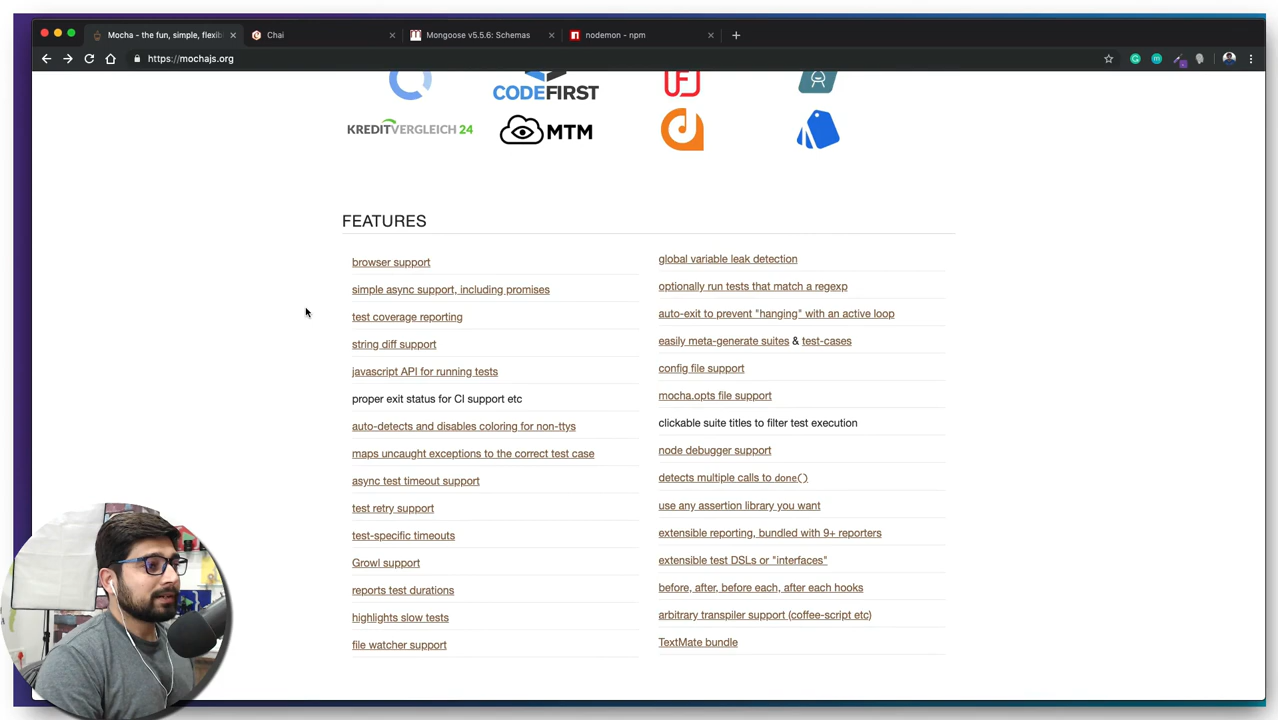 Mocha - the fun, simple, flexib
Chai
Mongoose v5.5.6: Schemas
nodemon - npm
https://mochajs.org
CODEFIRST
KREDITVERGLEICH 24
MTM
FEATURES
browser support
simple async support, including promises
test coverage reporting
string diff support
javascript API for running tests
proper exit status for CI support etc
auto-detects and disables coloring for non-ttys
maps uncaught exceptions to the correct test case
async test timeout support
test retry support
test-specific timeouts
Growl support
reports test durations
highlights slow tests
file watcher support
global variable leak detection
optionally run tests that match a regexp
auto-exit to prevent "hanging" with an active loop
easily meta-generate suites & test-cases
config file support
mocha.opts file support
clickable suite titles to filter test execution
node debugger support
detects multiple calls to done()
use any assertion library you want
extensible reporting, bundled with 9+ reporters
extensible test DSLs or "interfaces"
before, after, before each, after each hooks
arbitrary transpiler support (coffee-script etc)
TextMate bundle